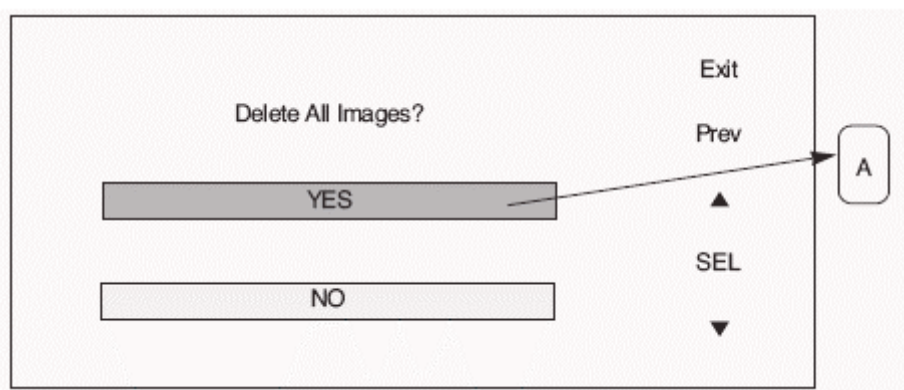 Delete All Images?
YES
NO
Exit
Prev
▲
SEL
▼
A